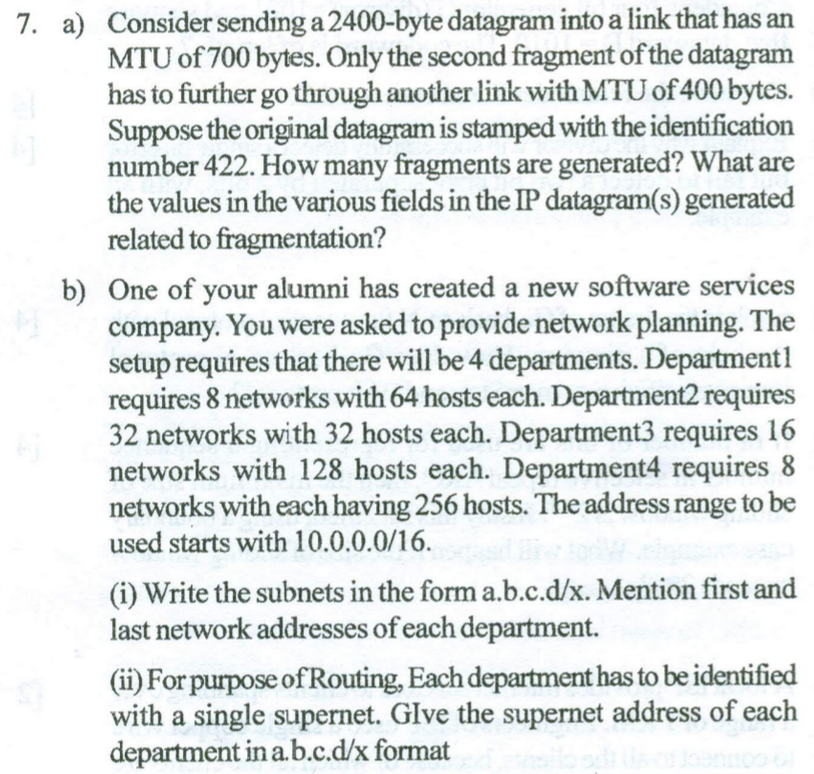 7. a) Consider sending a 2400-byte datagram into a link that has an
MTU of 700 bytes. Only the second fragment of the datagram
has to further go through another link with MTU of 400 bytes.
Suppose the original datagram is stamped with the identification
number 422. How many fragments are generated? What are
the values in the various fields in the IP datagram(s) generated
related to fragmentation?
b) One of your alumni has created a new software services
company. You were asked to provide network planning. The
setup requires that there will be 4 departments. Department1
requires 8 networks with 64 hosts each. Department2 requires
32 networks with 32 hosts each. Department3 requires 16
networks with 128 hosts each. Department4 requires 8
networks with each having 256 hosts. The address range to be
used starts with 10.0.0.0/16.
(i) Write the subnets in the form a.b.c.d/x. Mention first and
last network addresses of each department.
(ii) For purpose of Routing, Each department has to be identified
with a single supernet. GIve the supernet address of each
department in a.b.c.d/x format